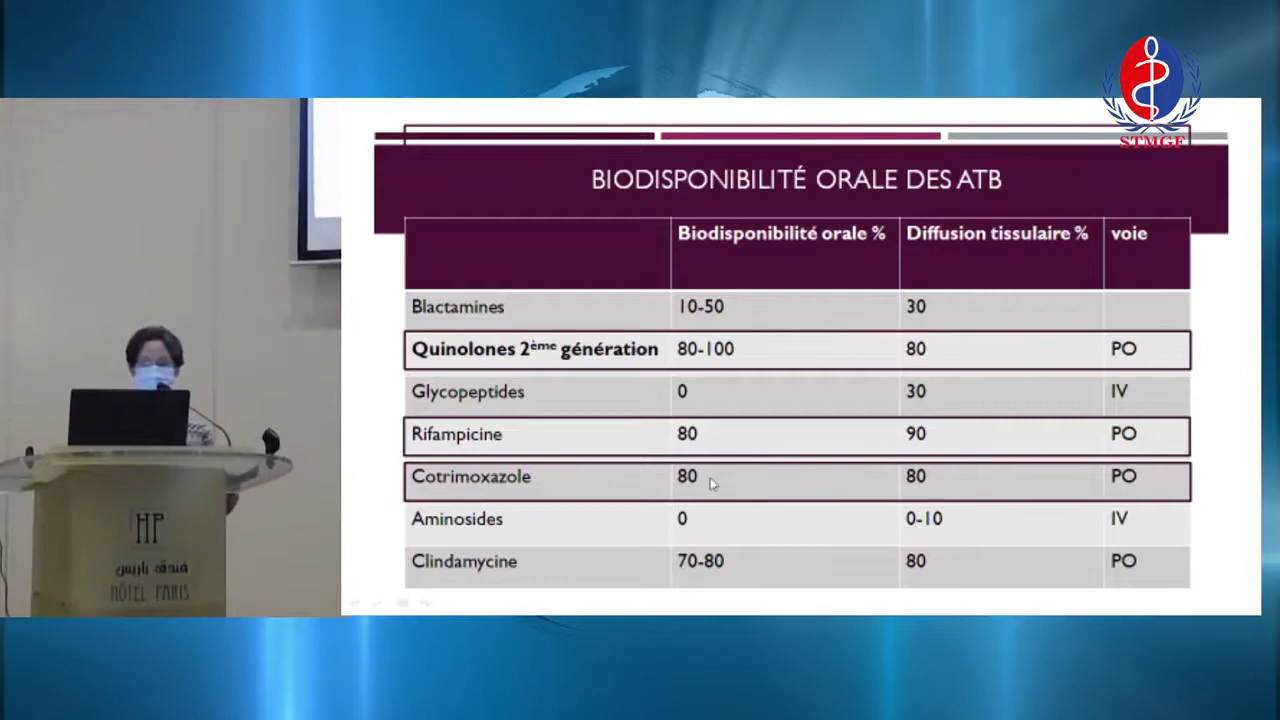 STMGF
BIODISPONIBILITÉ ORALE DES ATB
Biodisponibilité orale % Diffusion tissulaire % voie
Blactamines 10-50 30
Quinolones 2ème génération 80-100 80 PO
Glycopeptides 0 30 IV
Rifampicine 80 90 PO
Cotrimoxazole 80 80 PO
Aminosides 0 0-10 IV
Clindamycine 70-80 80 PO
HP
فندق باريس
HÔTEL PARIS